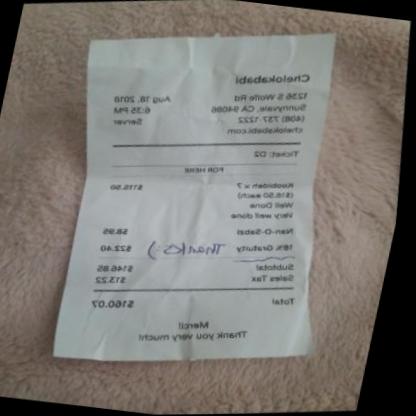 Chelokababi
1236 S Wolfe Rd
Sunnyvale, CA 94086
(408) 737-1222
chelokababi.com
Aug 18, 2018
6:35 PM
Server
Ticket: D2
FOR HERE
Koobideh x 7 $115.50
($16.50 each)
Well Done
Very well done
Nan-O-Sabzi $8.95
18% Gratuity Thanks :) $22.40
Subtotal $146.85
Sales Tax $13.22
Total $160.07
Merci!
Thank you very much!